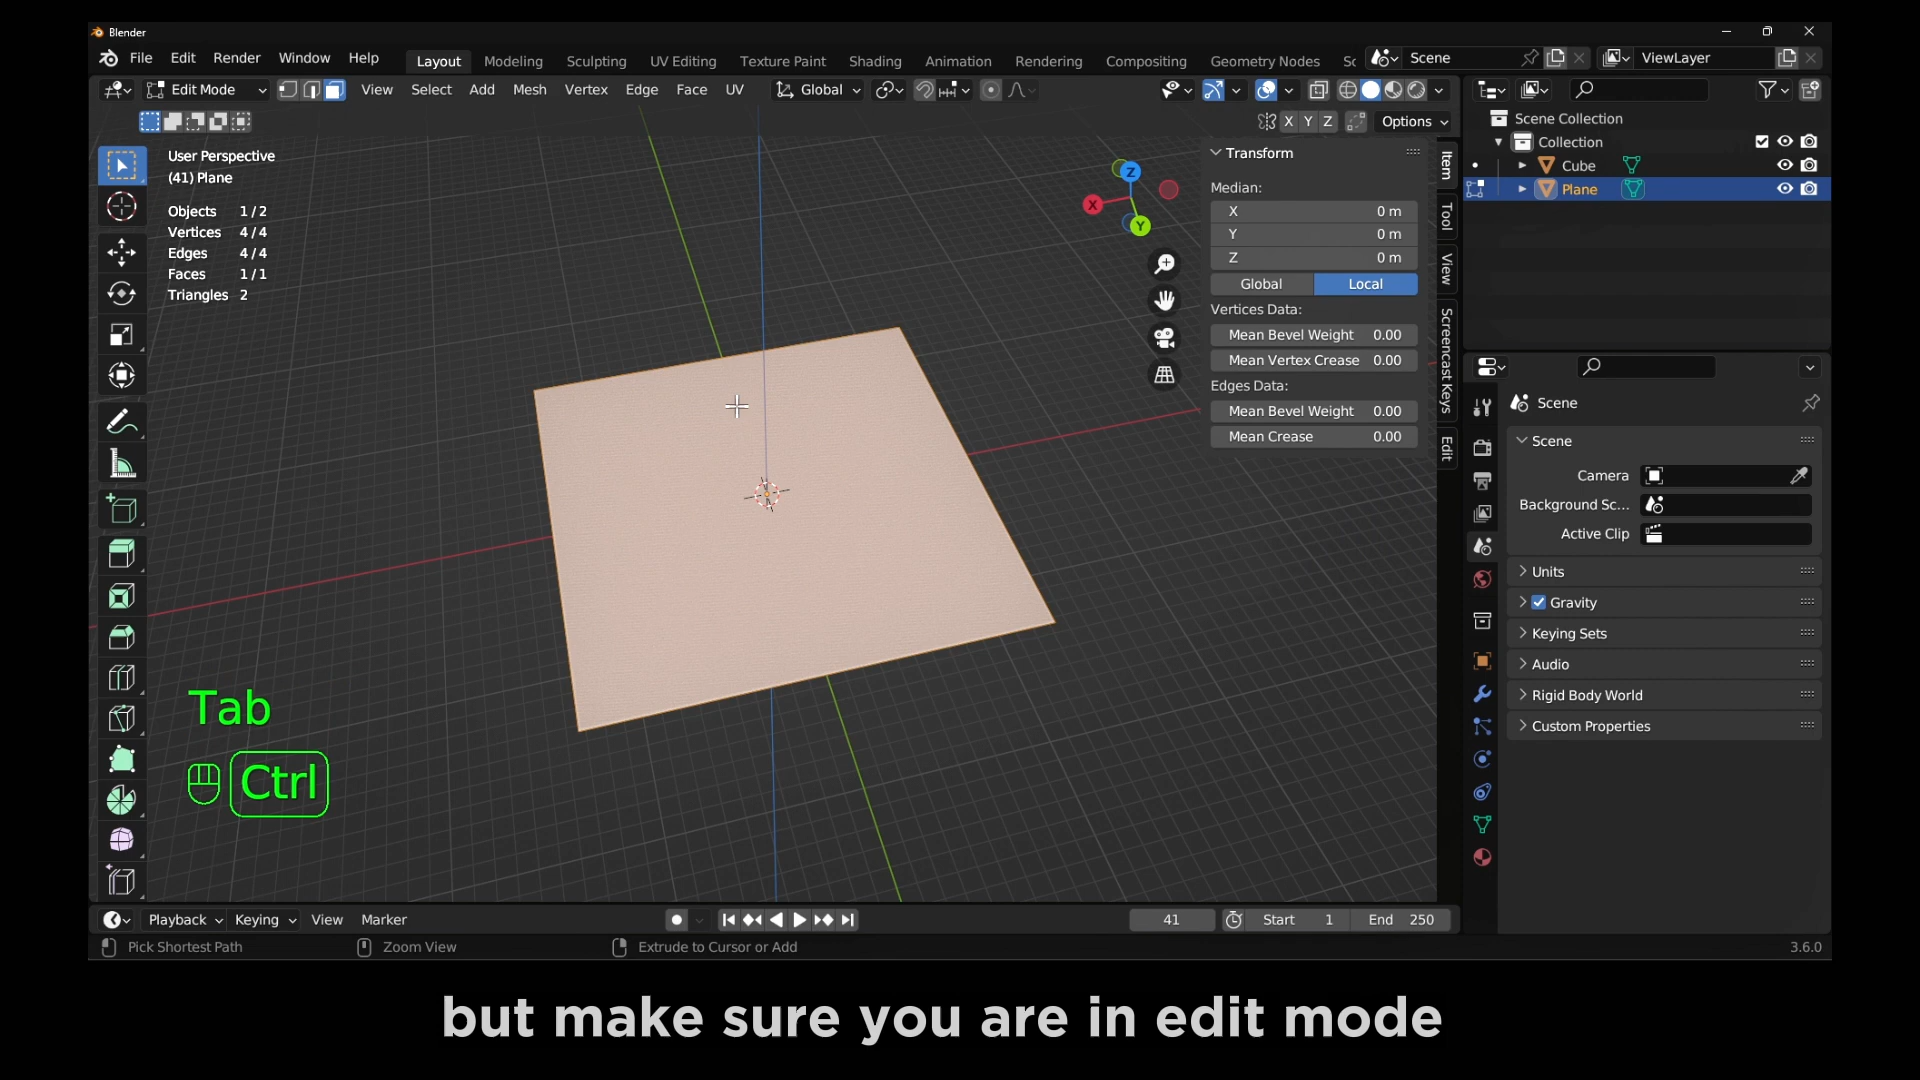 Blender
File Edit Render Window Help Layout Modeling Sculpting UV Editing Texture Paint Shading Animation Rendering Compositing Geometry Nodes Sc Scene ViewLayer
Edit Mode View Select Add Mesh Vertex Edge Face UV Global
X Y Z Options
User Perspective
(41) Plane
Objects 1/2
Vertices 4/4
Edges 4/4
Faces 1/1
Triangles 2
Z
X
Y
Transform
Median:
X 0 m
Y 0 m
Z 0 m
Global Local
Vertices Data:
Mean Bevel Weight 0.00
Mean Vertex Crease 0.00
Edges Data:
Mean Bevel Weight 0.00
Mean Crease 0.00
Item
Tool
View
Screencast Keys
Edit
Scene Collection
Collection
Cube
Plane
Scene
Scene
Camera
Background Sc...
Active Clip
Units
Gravity
Keying Sets
Audio
Rigid Body World
Custom Properties
Tab
Ctrl
Playback Keying View Marker 41 Start 1 End 250
Pick Shortest Path Zoom View Extrude to Cursor or Add 3.6.0
but make sure you are in edit mode